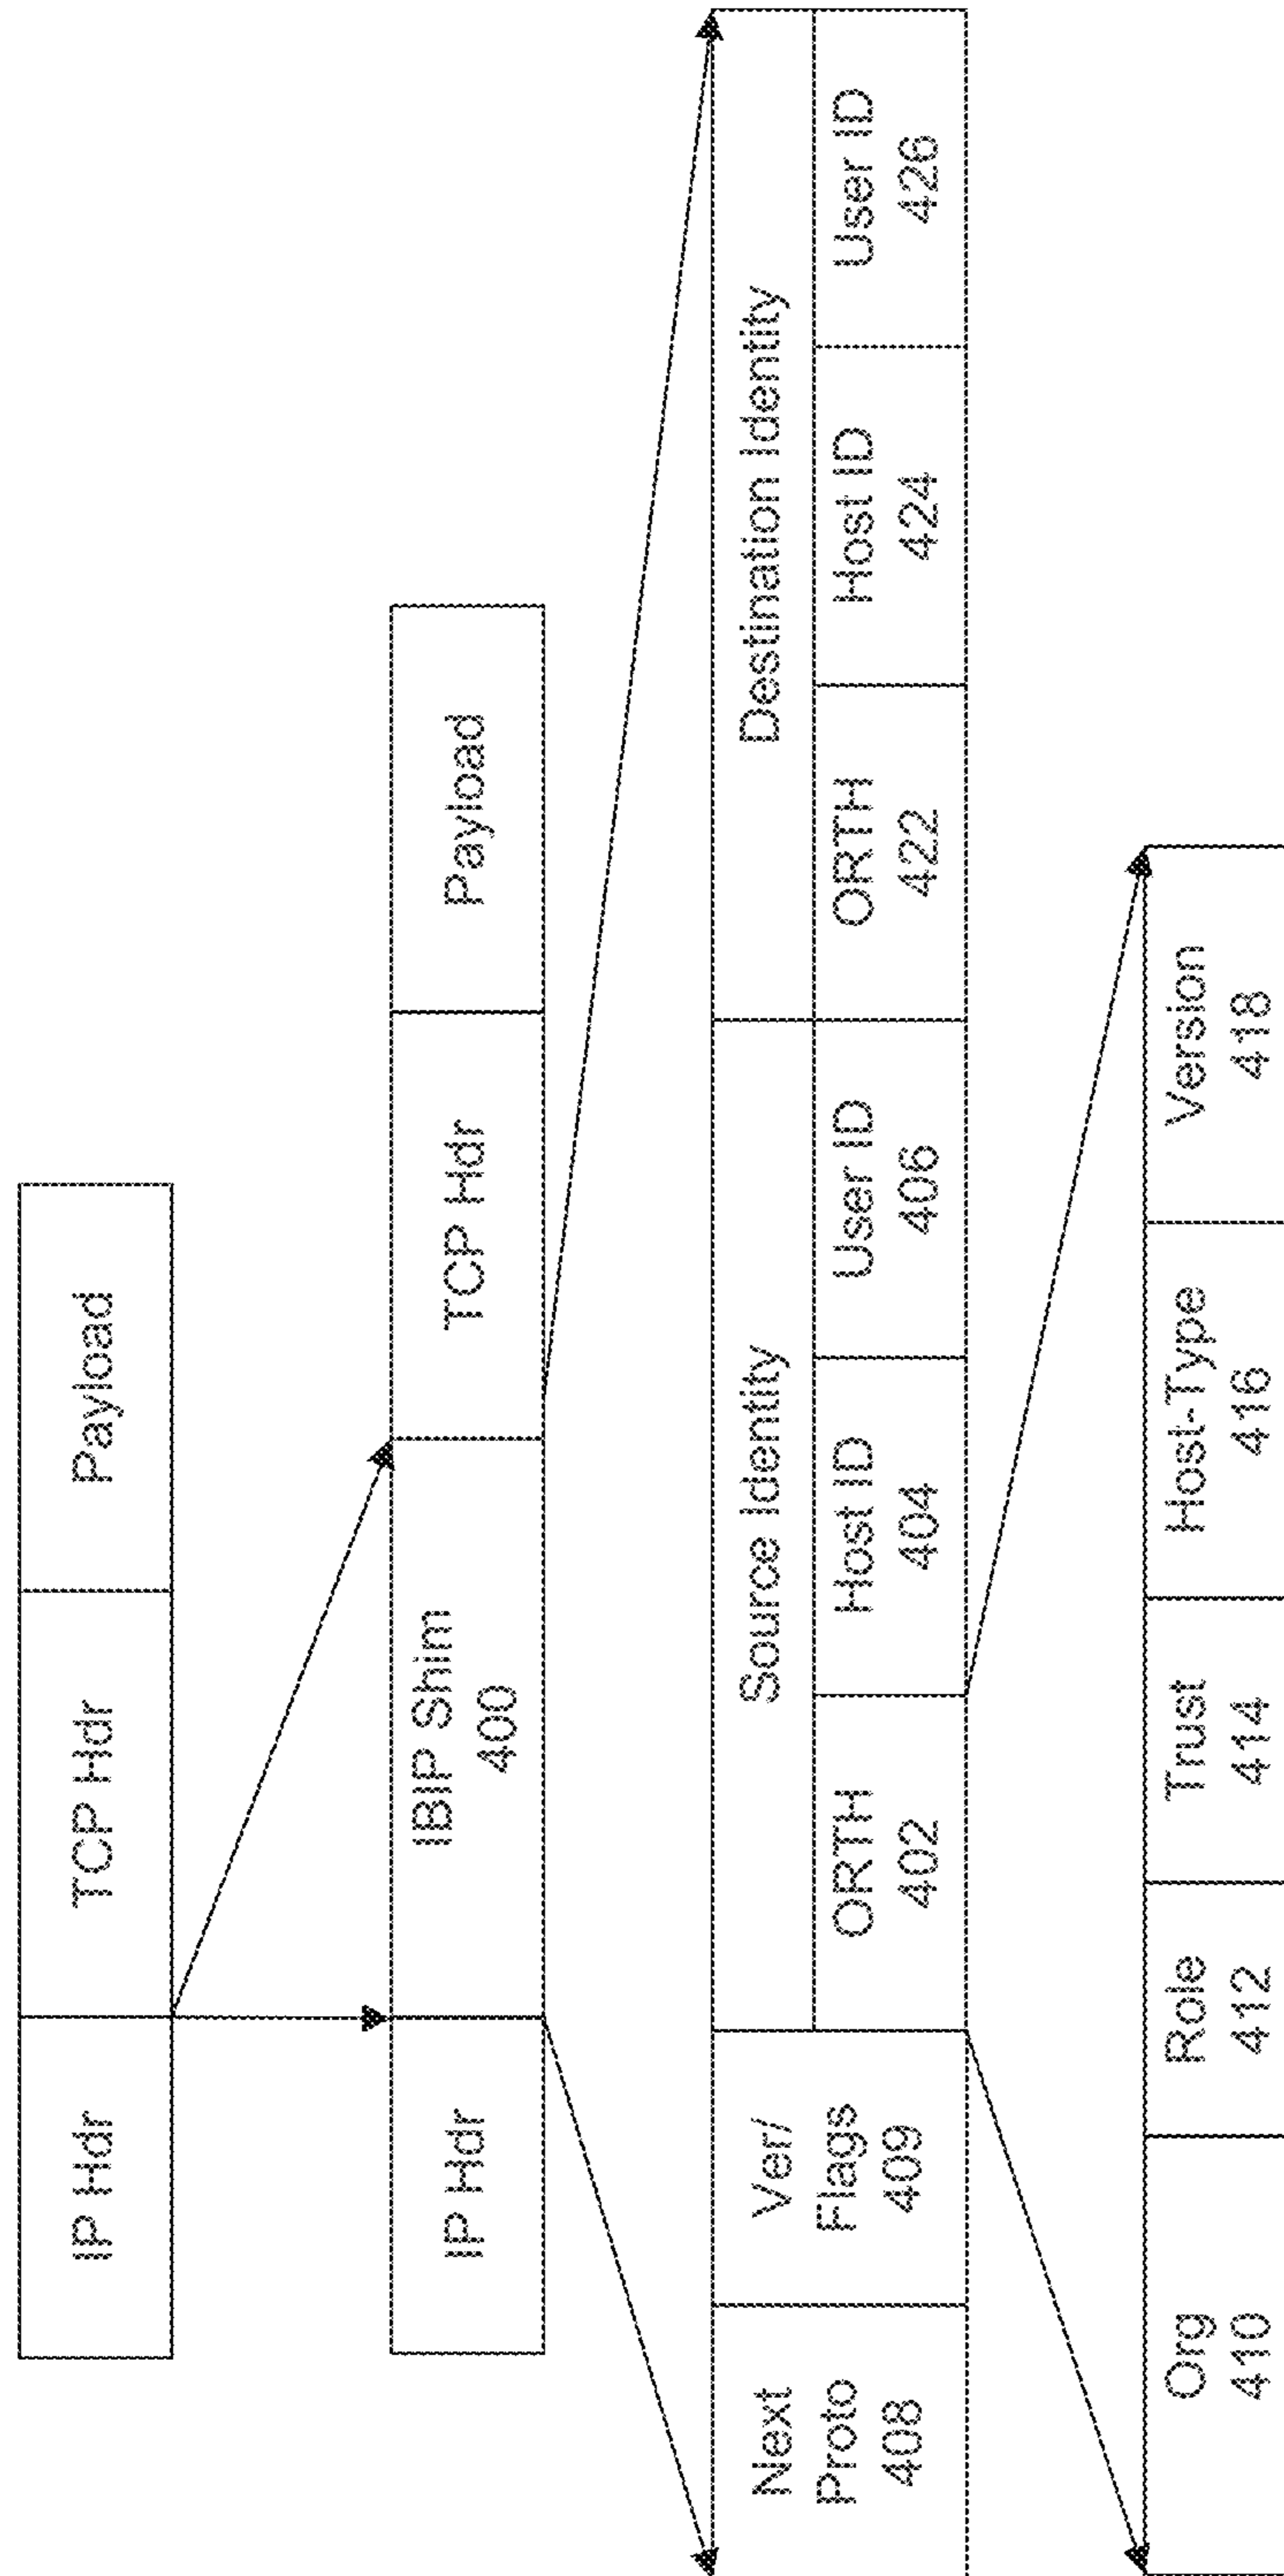 IP Hdr
TCP Hdr
Payload
IP Hdr
IBIP Shim
400
TCP Hdr
Payload
Next
Proto
408
Ver/
Flags
409
Source Identity
ORTH
402
Host ID
404
User ID
406
Destination Identity
ORTH
422
Host ID
424
User ID
426
Org
410
Role
412
Trust
414
Host-Type
416
Version
418